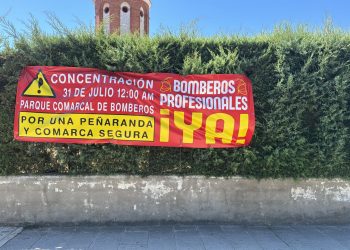 CONCENTRACIÓN
31 DE JULIO 12:00 AM
PARQUE COMARCAL DE BOMBEROS
POR UNA PEÑARANDA
Y COMARCA SEGURA
BOMBEROS
PROFESIONALES
¡YA!